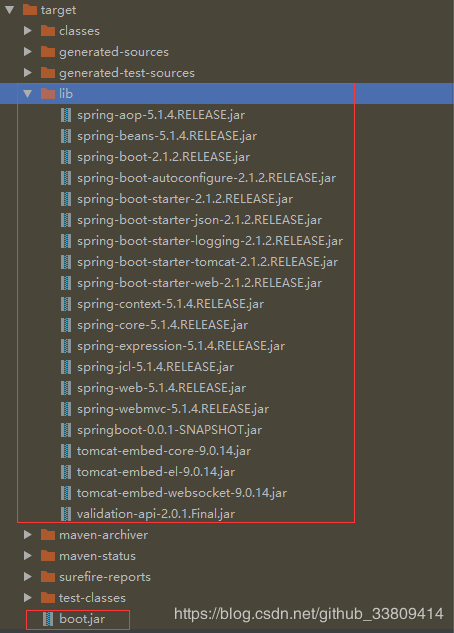 target
classes
generated-sources
generated-test-sources
lib
spring-aop-5.1.4.RELEASE.jar
spring-beans-5.1.4.RELEASE.jar
spring-boot-2.1.2.RELEASE.jar
spring-boot-autoconfigure-2.1.2.RELEASE.jar
spring-boot-starter-2.1.2.RELEASE.jar
spring-boot-starter-json-2.1.2.RELEASE.jar
spring-boot-starter-logging-2.1.2.RELEASE.jar
spring-boot-starter-tomcat-2.1.2.RELEASE.jar
spring-boot-starter-web-2.1.2.RELEASE.jar
spring-context-5.1.4.RELEASE.jar
spring-core-5.1.4.RELEASE.jar
spring-expression-5.1.4.RELEASE.jar
spring-jcl-5.1.4.RELEASE.jar
spring-web-5.1.4.RELEASE.jar
spring-webmvc-5.1.4.RELEASE.jar
springboot-0.0.1-SNAPSHOT.jar
tomcat-embed-core-9.0.14.jar
tomcat-embed-el-9.0.14.jar
tomcat-embed-websocket-9.0.14.jar
validation-api-2.0.1.Final.jar
maven-archiver
maven-status
surefire-reports
test-classes
boot.jar
https://blog.csdn.net/github_33809414